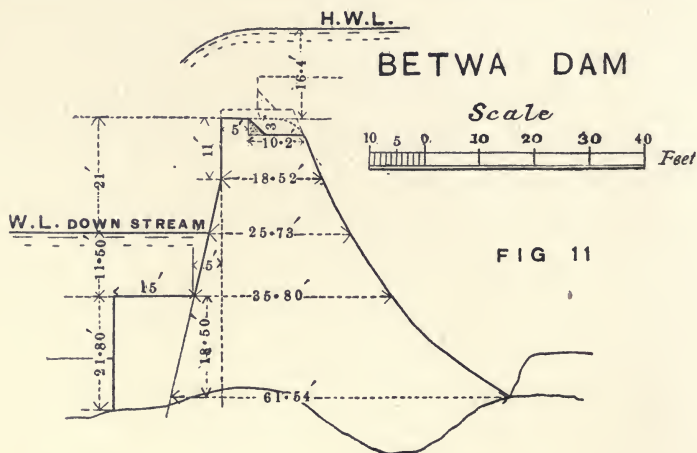 H.W.L.
16·4′
BETWA DAM
Scale
10 5 0 10 20 30 40
Feet
5′
3′
10·2
11′
21′
18·52′
W.L. DOWN STREAM
25·73′
FIG 11
11·50′
5′
15′
35·80′
21·80′
18·50′
61·54′